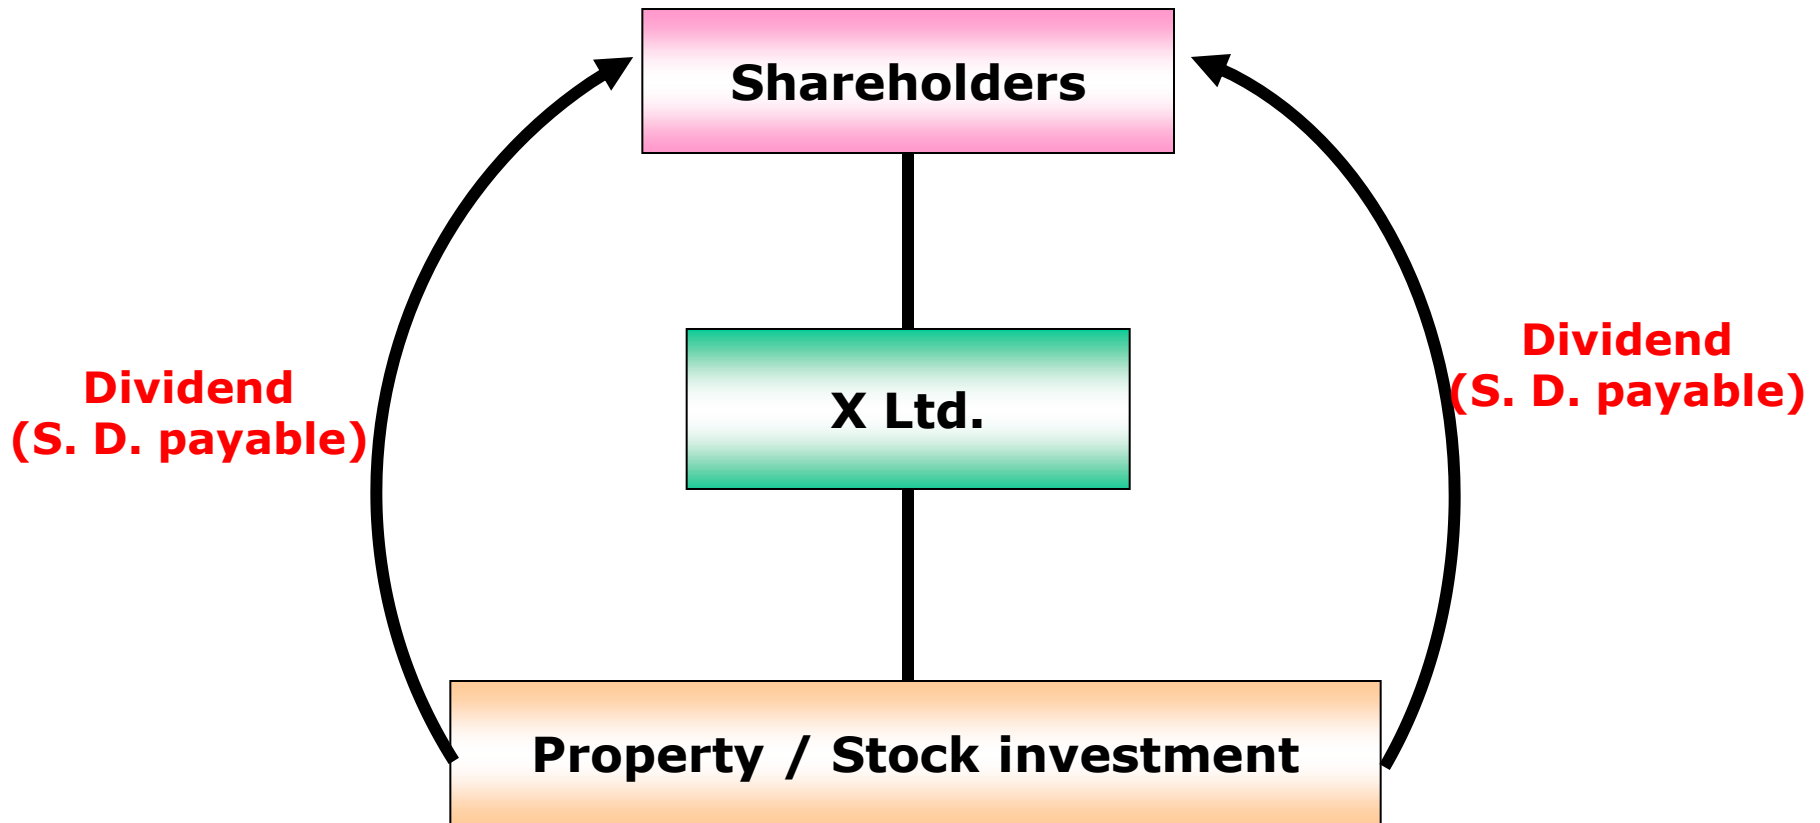 Shareholders
Dividend
(S. D. payable)
Dividend
(S. D. payable)
X Ltd.
Property / Stock investment